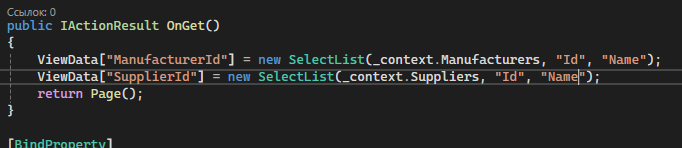 Ссылок: 0
public IActionResult OnGet()
{
ViewData["ManufacturerId"] = new SelectList(_context.Manufacturers, "Id", "Name");
ViewData["SupplierId"] = new SelectList(_context.Suppliers, "Id", "Name");
return Page();
}
[BindProperty]